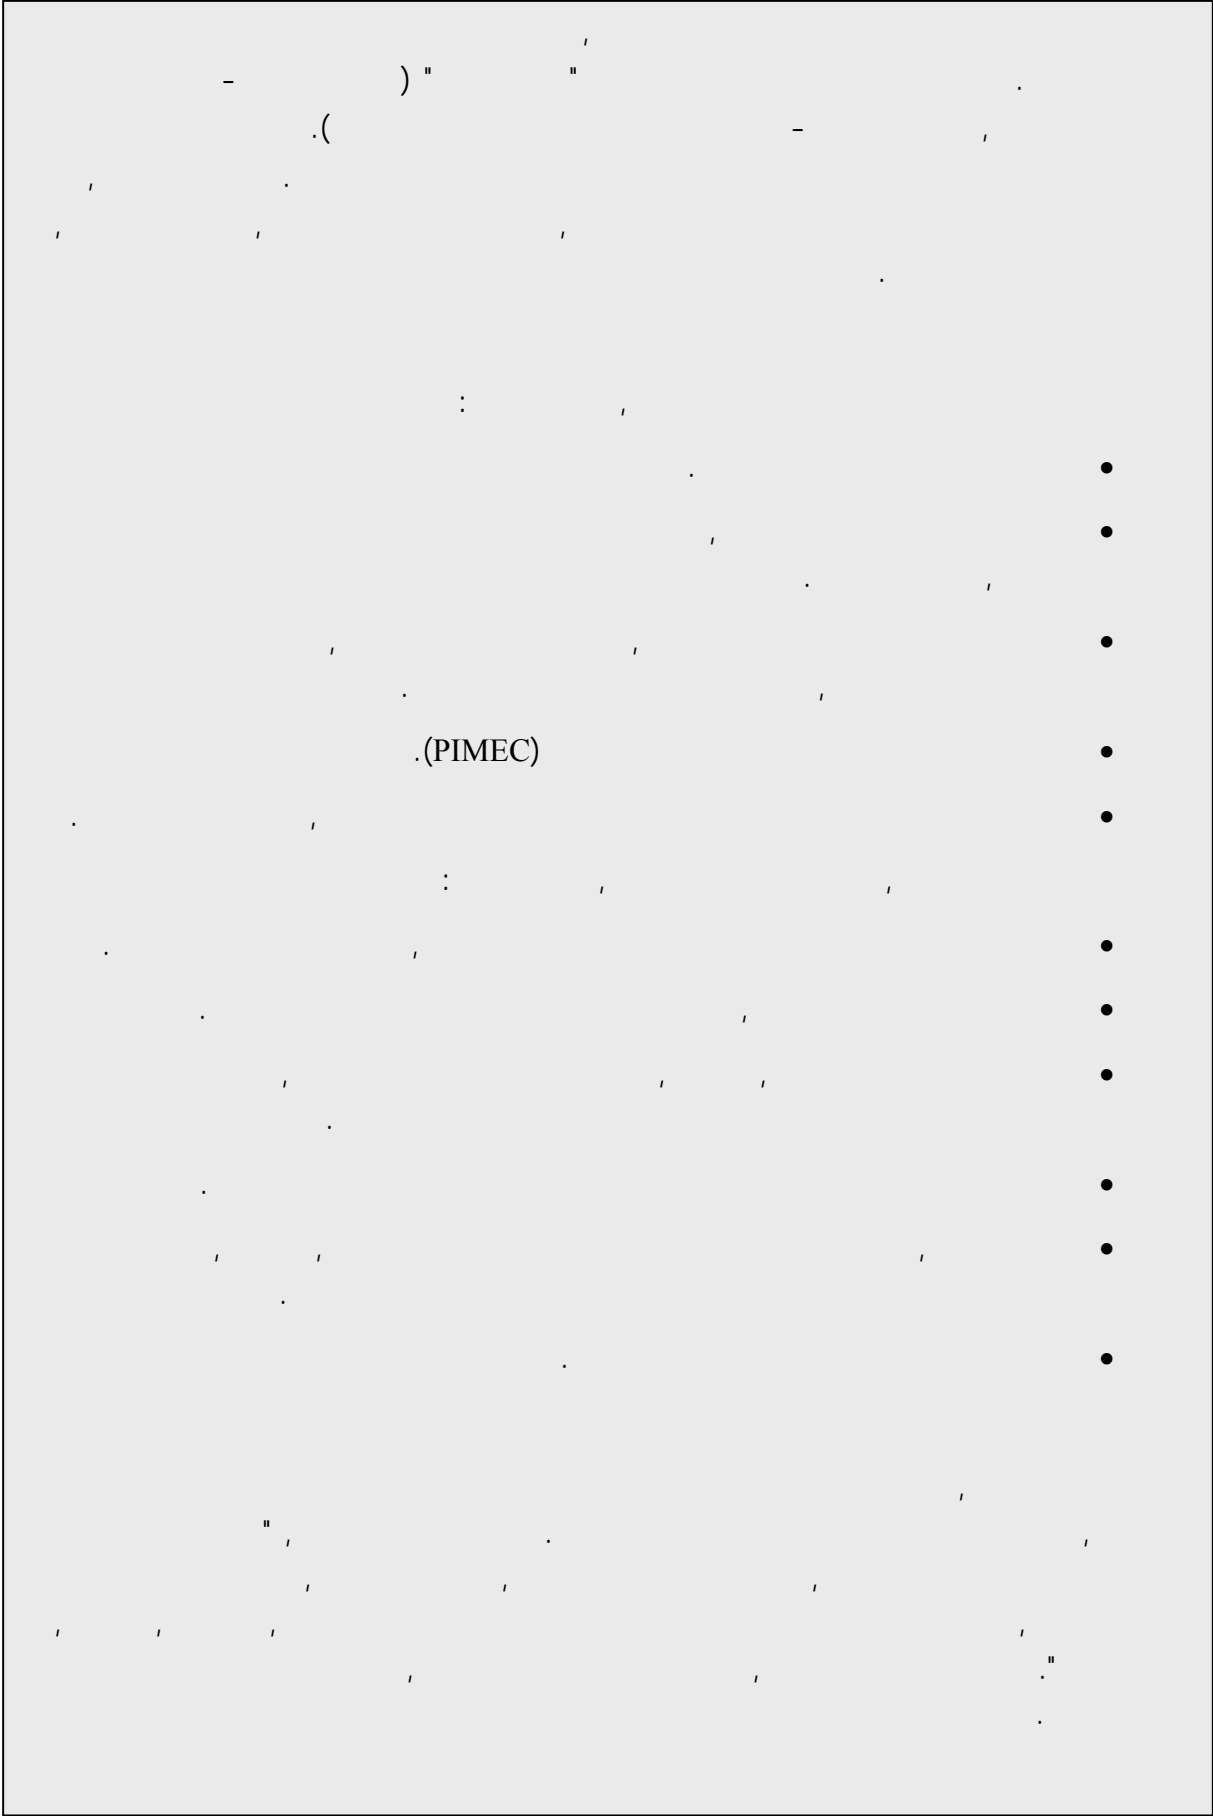 ,
. " " ( –
, – ).
. ,
, , ,
.
, :
• .
• ,
, .
• , ,
, .
• (PIMEC).
• , .
, , :
• , .
• , .
• , , ,
.
• .
• , , ,
.
• .
,
, . , "
, , ,
, , , ,
". , ,
.